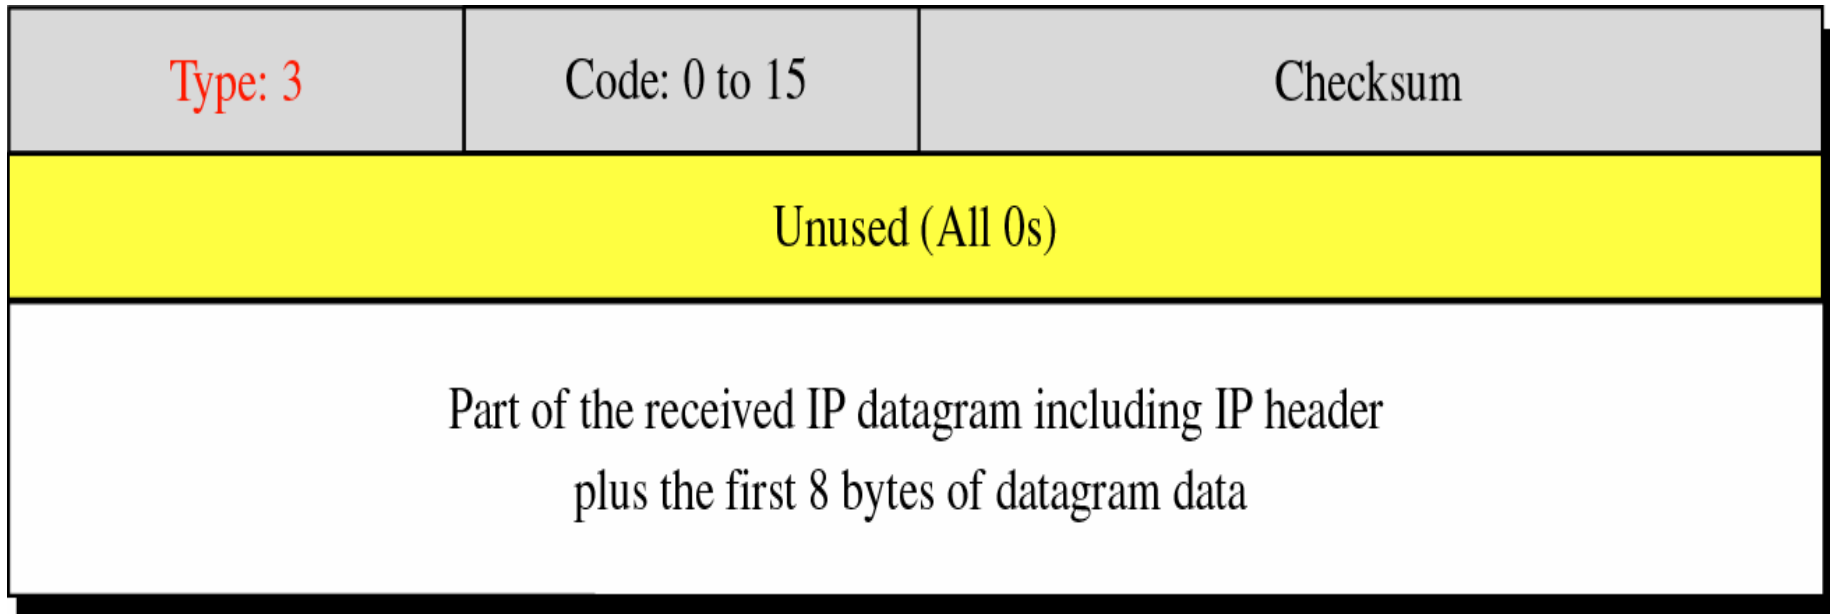 Type: 3
Code: 0 to 15
Checksum
Unused (All 0s)
Part of the received IP datagram including IP header
plus the first 8 bytes of datagram data